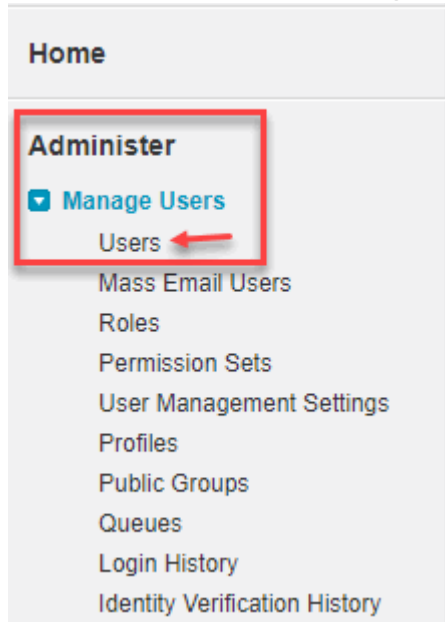 Home
Administer
Manage Users
Users
Mass Email Users
Roles
Permission Sets
User Management Settings
Profiles
Public Groups
Queues
Login History
Identity Verification History